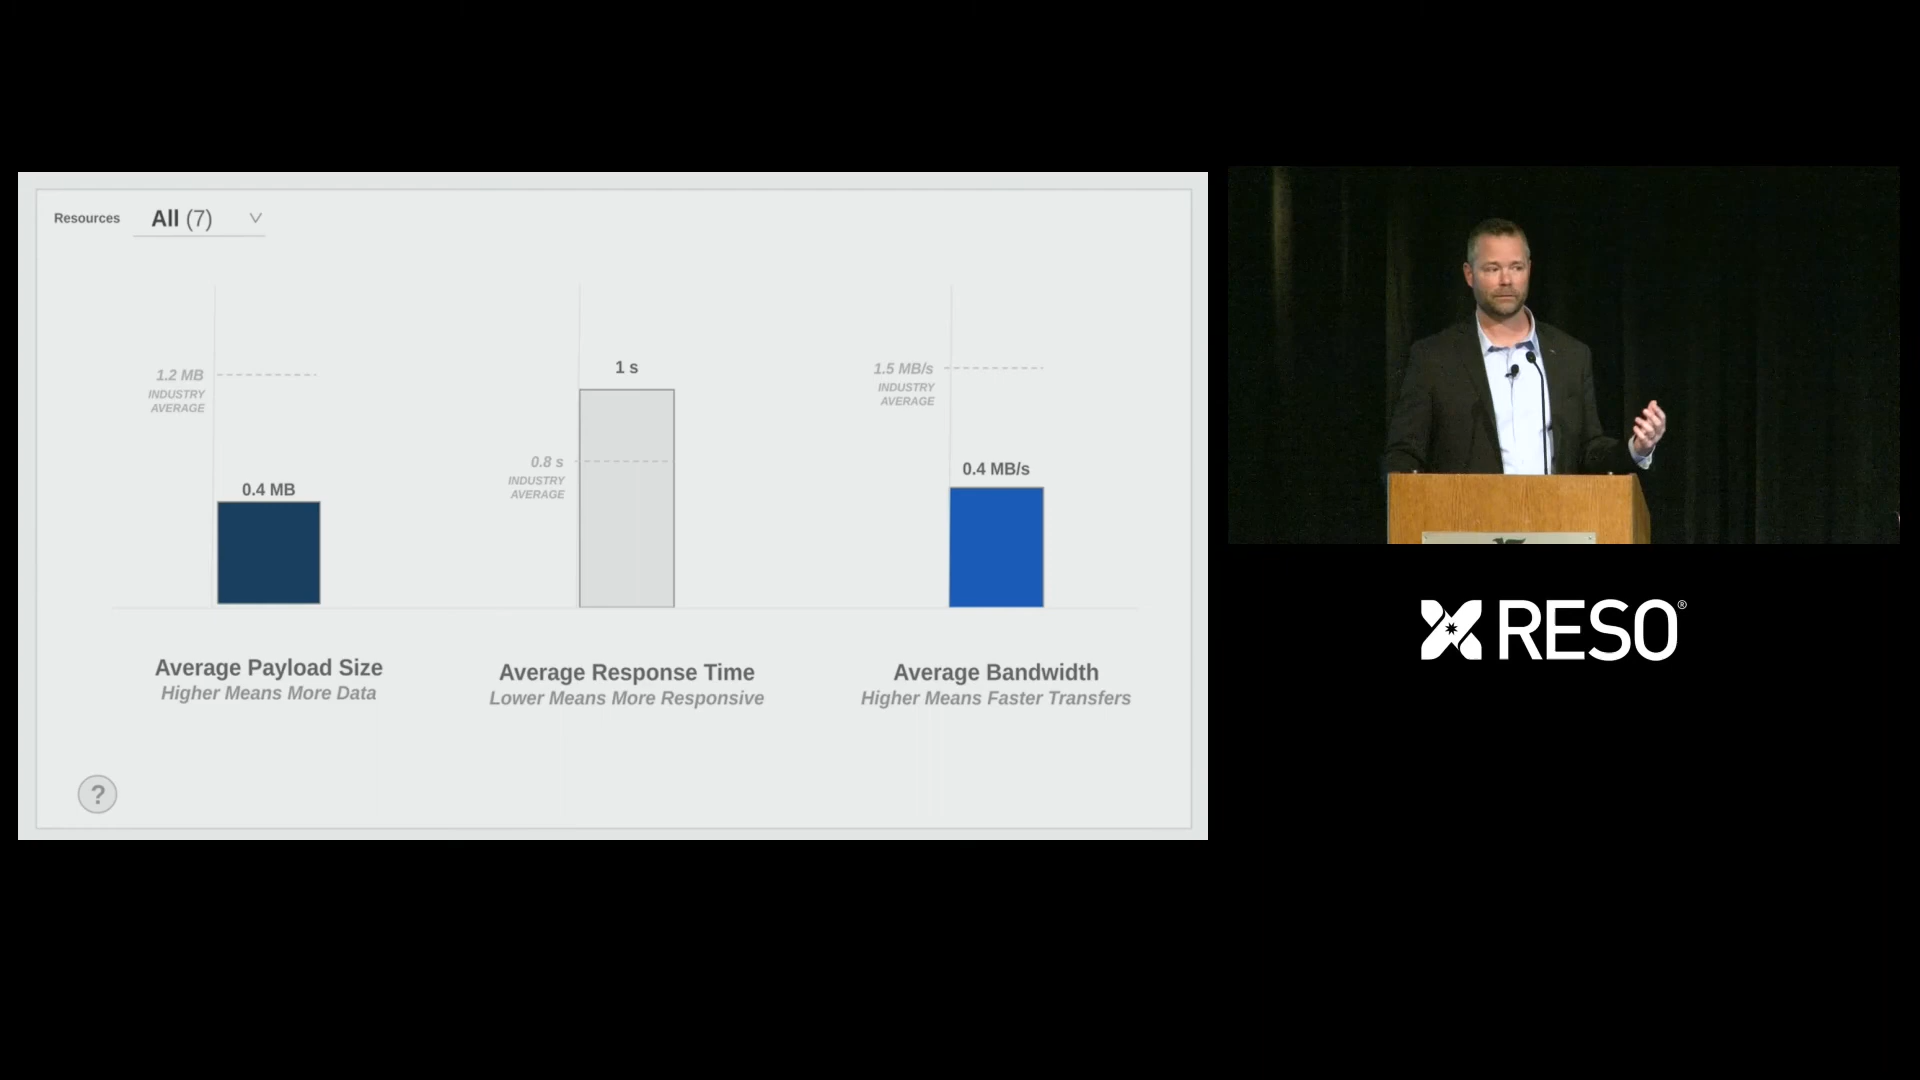 Resources All (7)
1.2 MB
INDUSTRY
AVERAGE
0.4 MB
Average Payload Size
Higher Means More Data
1 s
0.8 s
INDUSTRY
AVERAGE
Average Response Time
Lower Means More Responsive
1.5 MB/s
INDUSTRY
AVERAGE
0.4 MB/s
Average Bandwidth
Higher Means Faster Transfers
?
RESO®